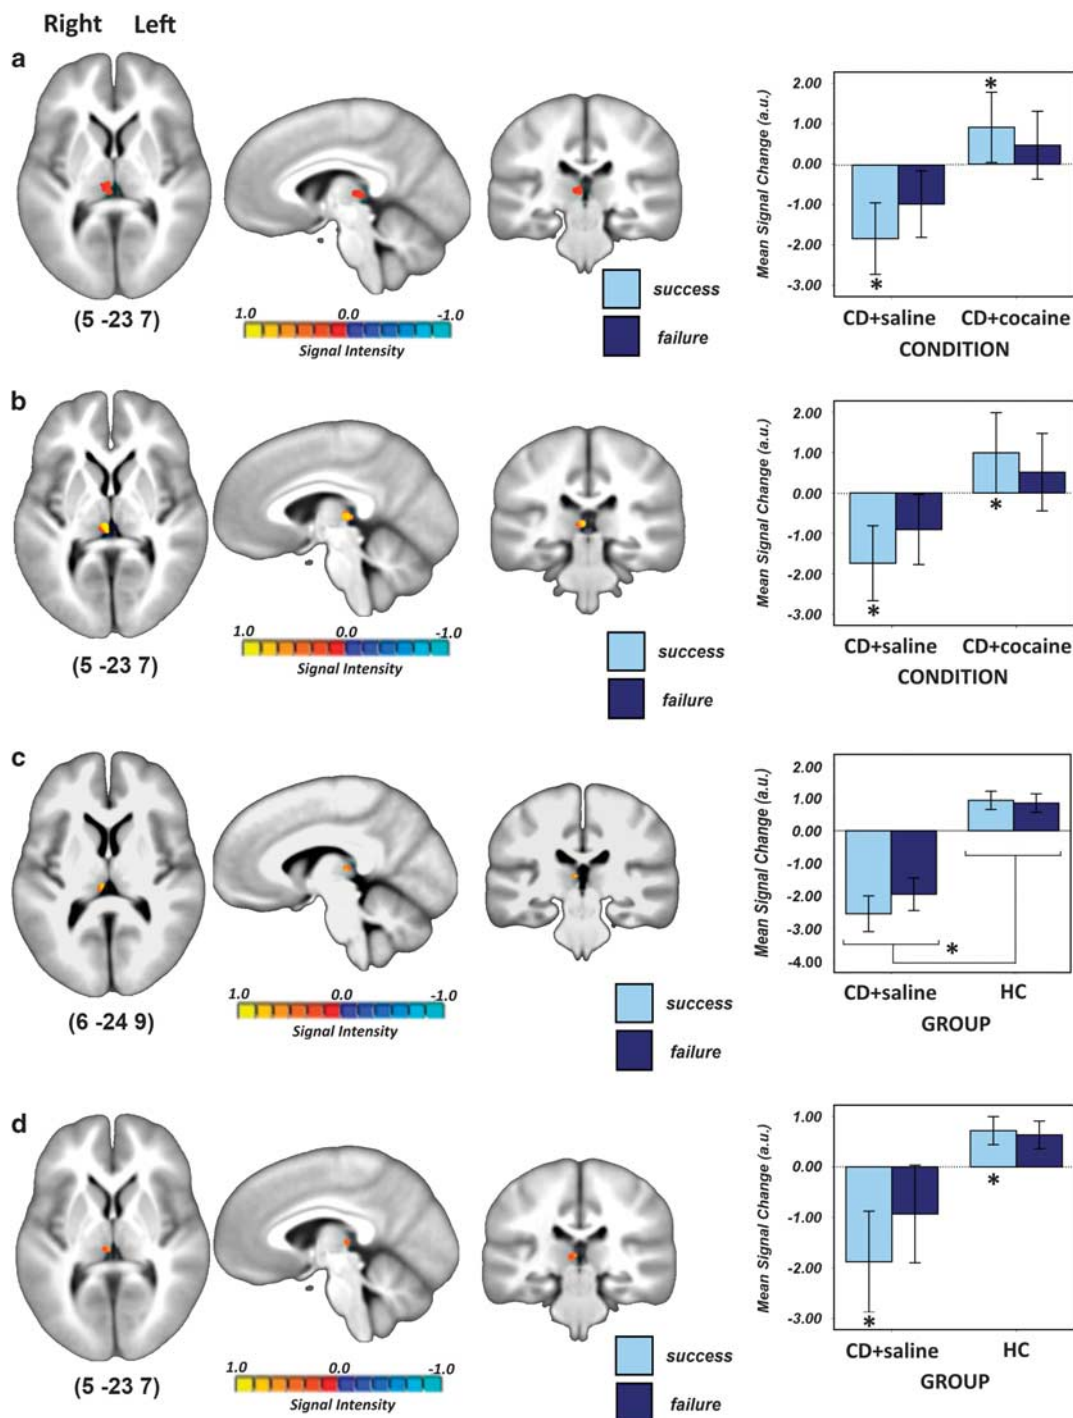 Right Left
a
2.00
1.00
0.00
-1.00
-2.00
-3.00
Mean Signal Change (a.u.)
*
*
CD+saline CD+cocaine
CONDITION
(5 -23 7)
1.0 0.0 -1.0
Signal Intensity
success
failure
b
2.00
1.00
0.00
-1.00
-2.00
-3.00
Mean Signal Change (a.u.)
*
*
CD+saline CD+cocaine
CONDITION
(5 -23 7)
1.0 0.0 -1.0
Signal Intensity
success
failure
c
2.00
1.00
0.00
-1.00
-2.00
-3.00
-4.00
Mean Signal Change (a.u.)
*
CD+saline HC
GROUP
(6 -24 9)
1.0 0.0 -1.0
Signal Intensity
success
failure
d
1.00
0.00
-1.00
-2.00
-3.00
Mean Signal Change (a.u.)
*
*
CD+saline HC
GROUP
(5 -23 7)
1.0 0.0 -1.0
Signal Intensity
success
failure